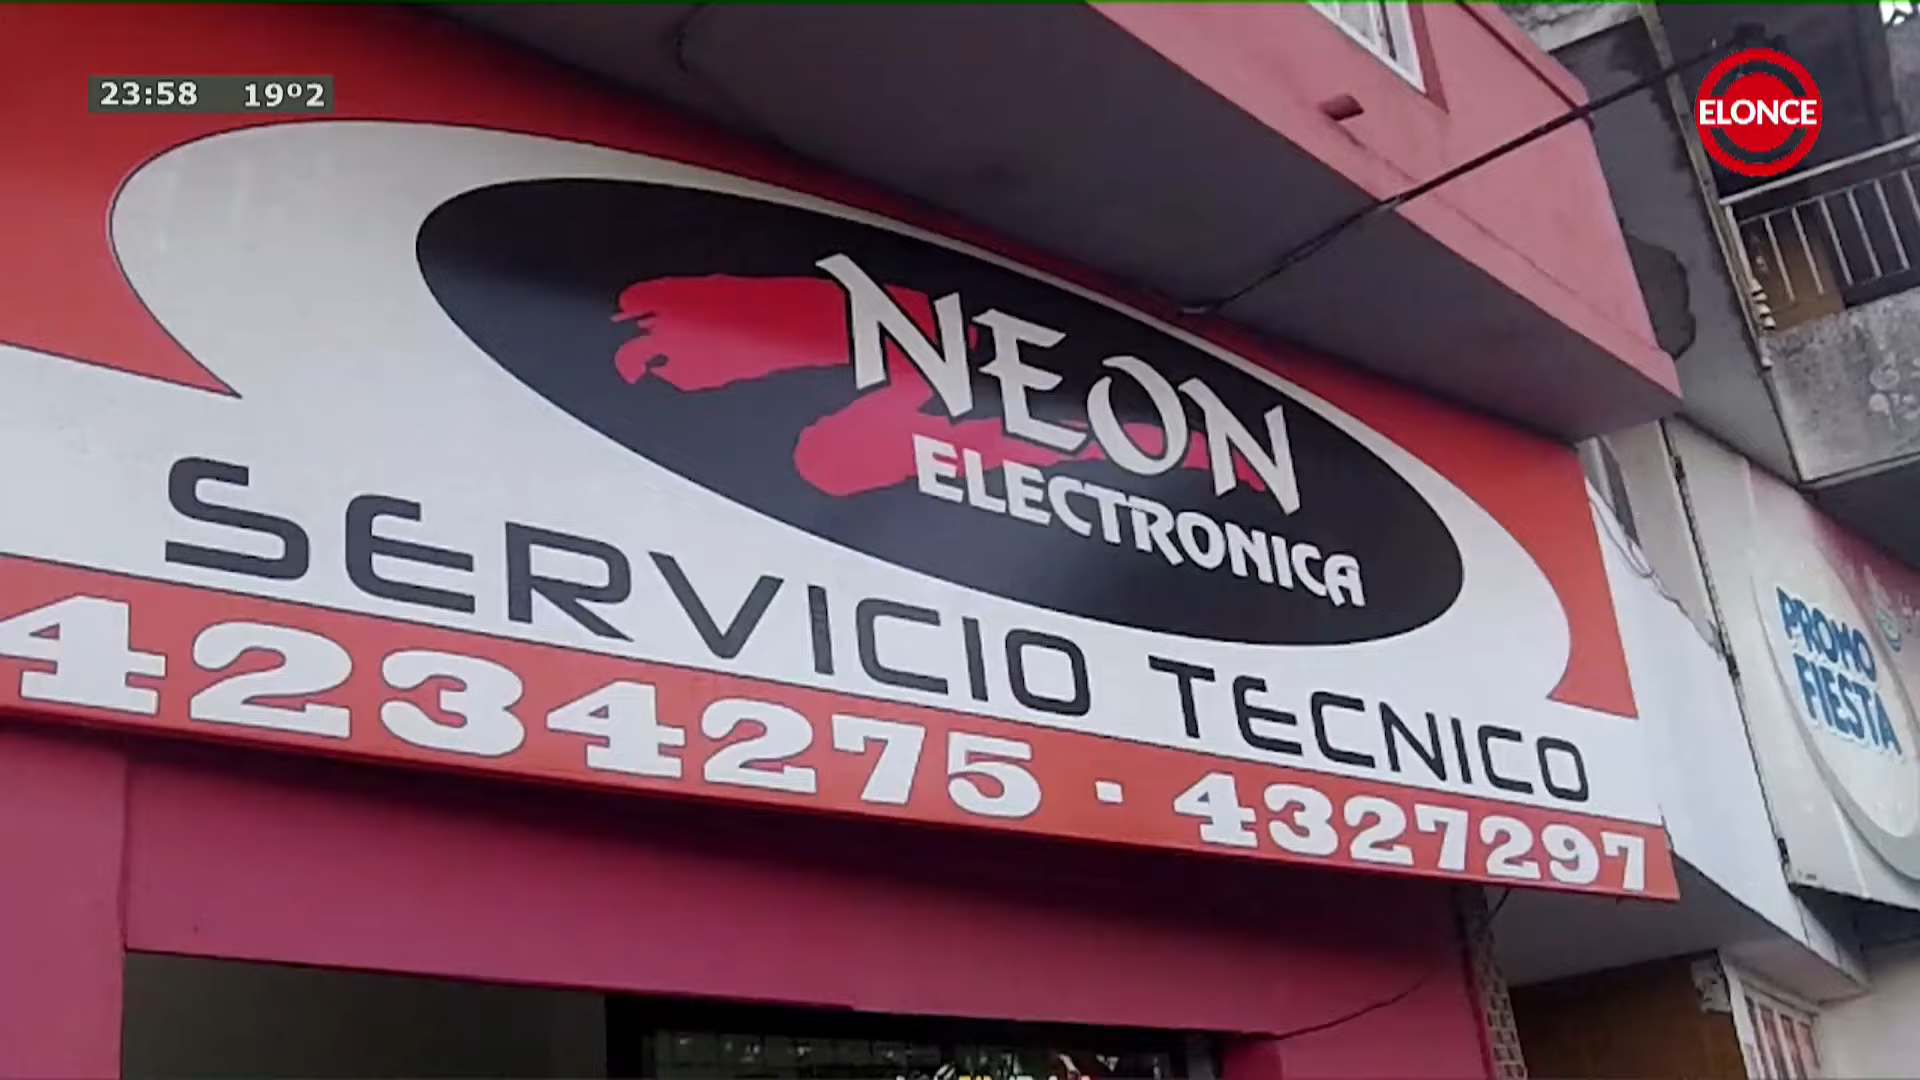 23:58 19º2
ELONCE
NEON
ELECTRONICA
SERVICIO TECNICO
4234275 · 4327297
PROMO
FIESTA